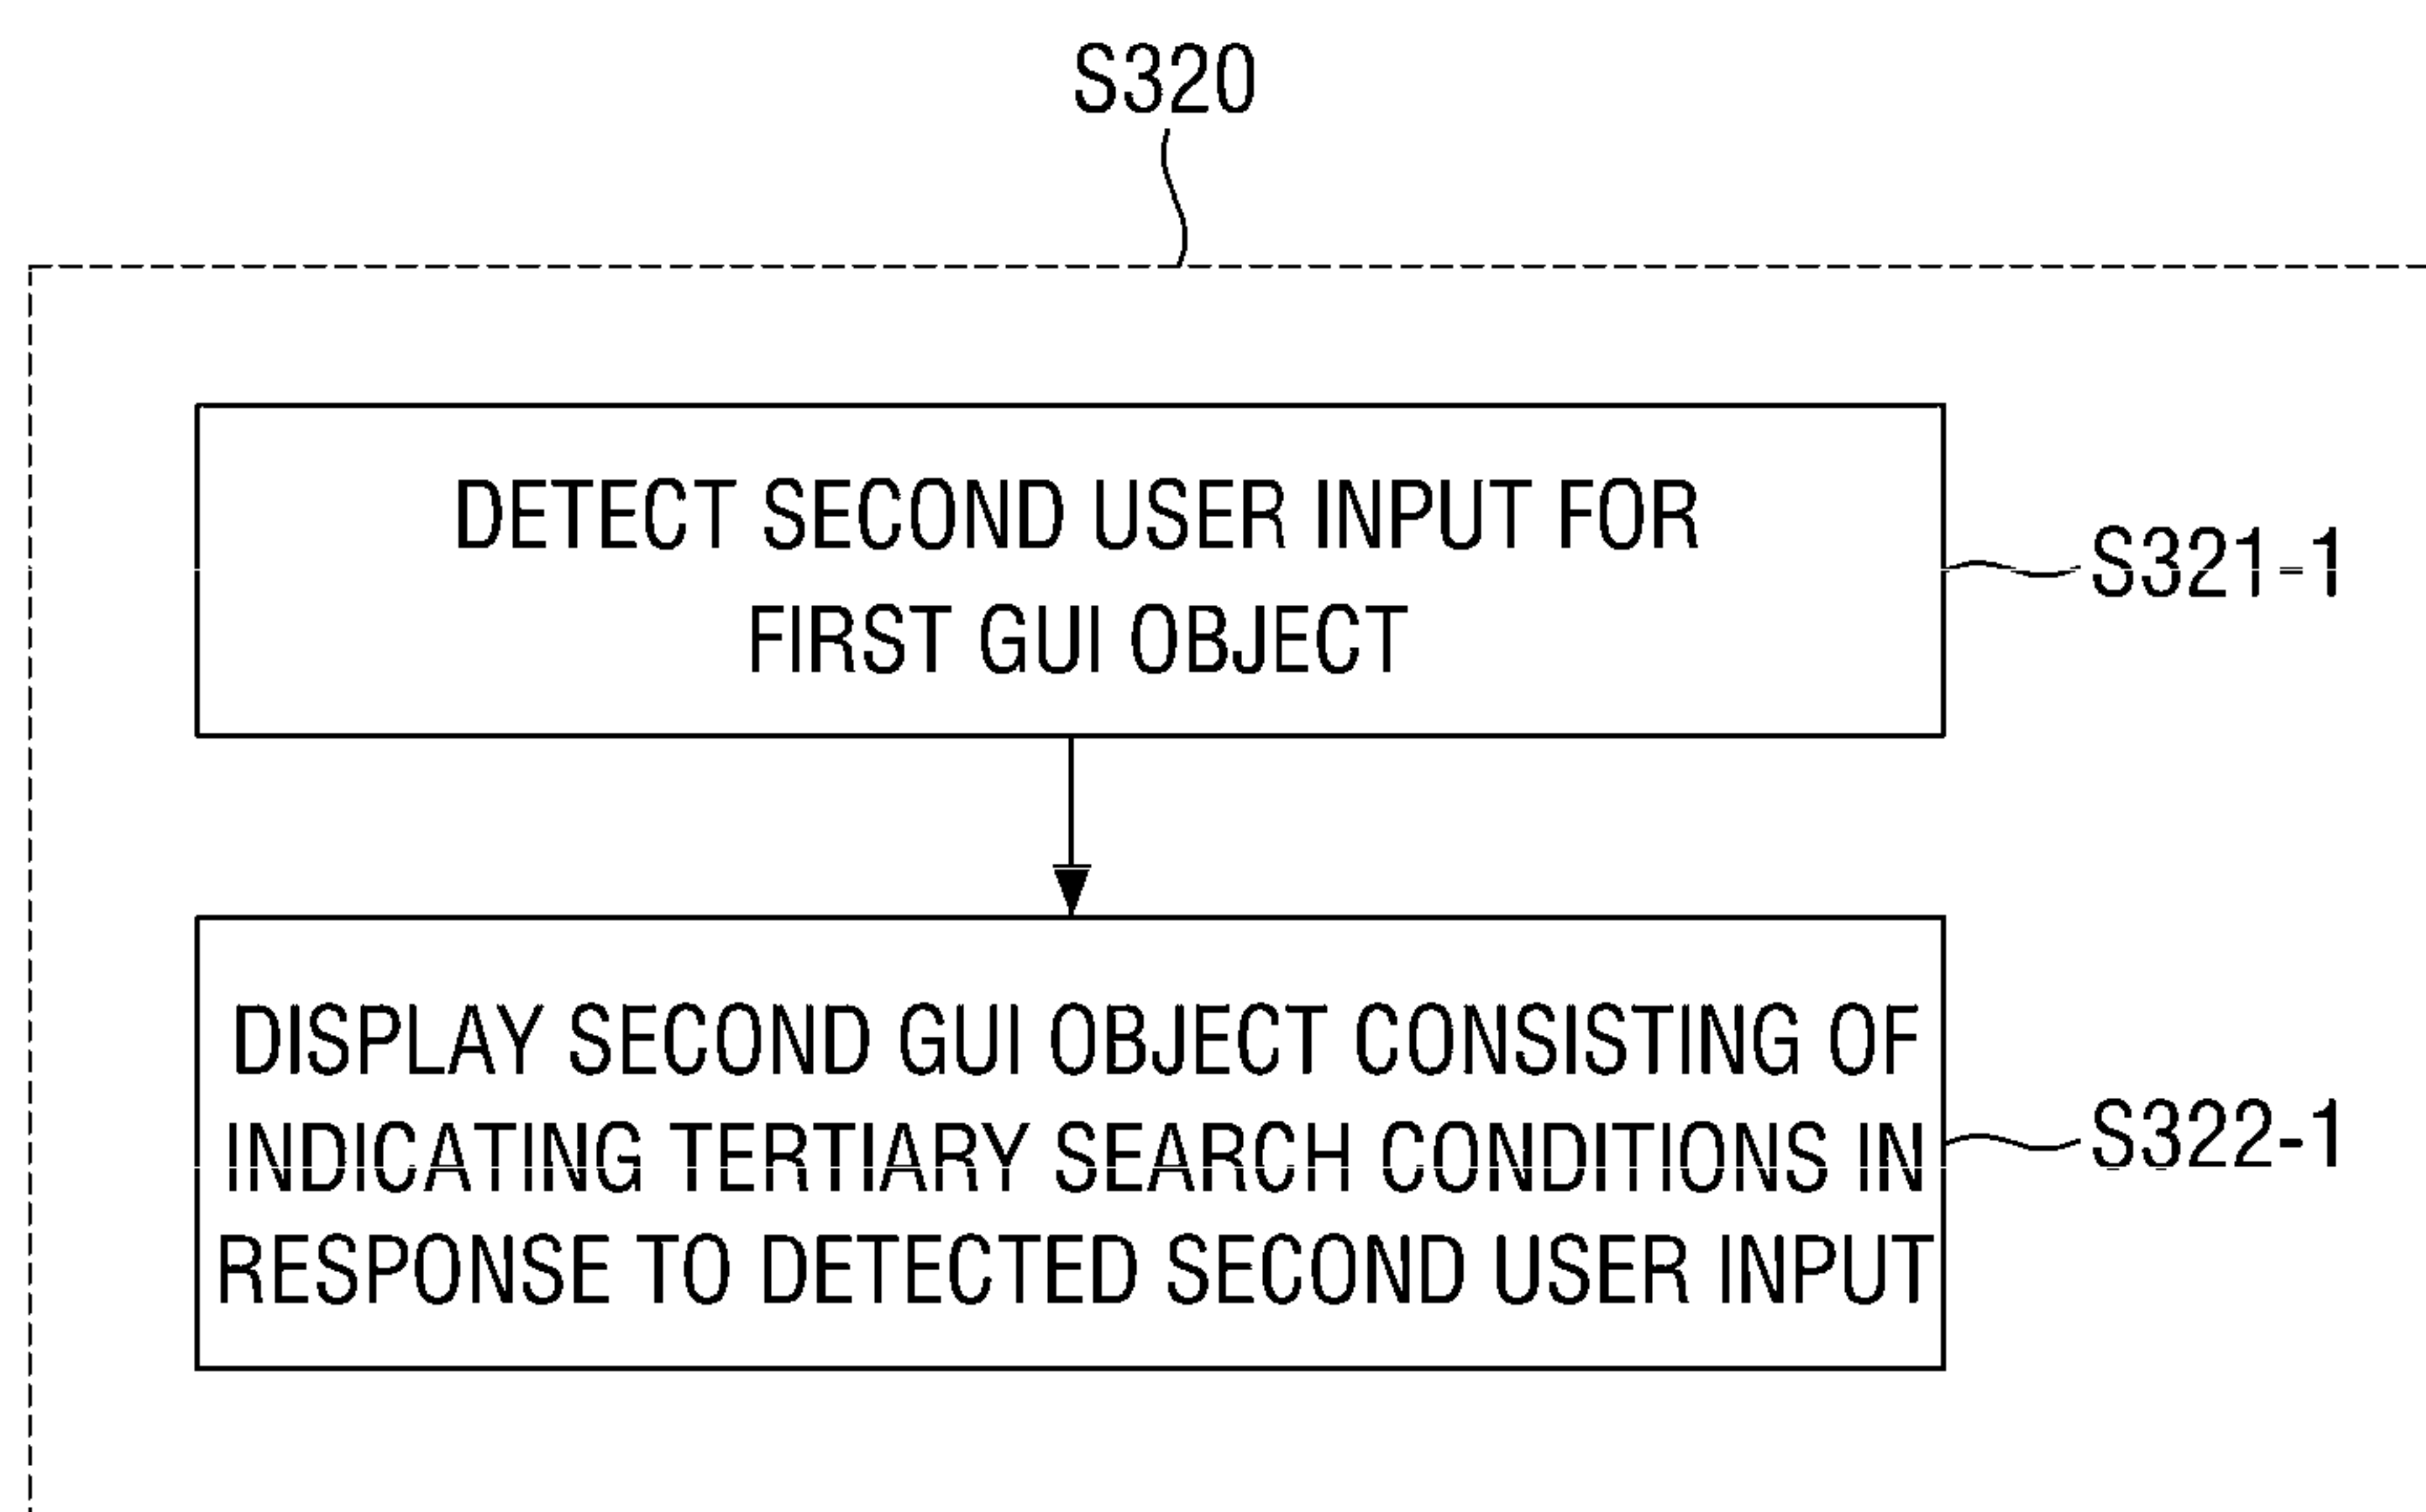 S320
DETECT SECOND USER INPUT FOR
FIRST GUI OBJECT
S321-1
DISPLAY SECOND GUI OBJECT CONSISTING OF
INDICATING TERTIARY SEARCH CONDITIONS IN
RESPONSE TO DETECTED SECOND USER INPUT
S322-1